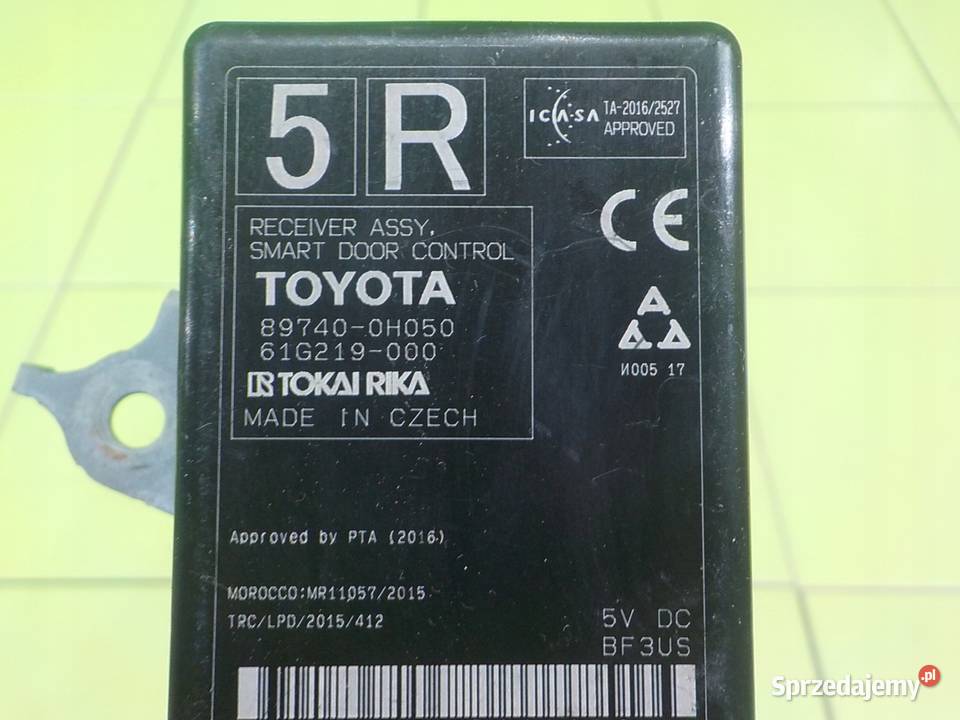 5 R
ICASA TA-2016/2527
APPROVED
CE
RECEIVER ASSY,
SMART DOOR CONTROL
TOYOTA
89740-0H050
61G219-000
TOKAI RIKA
MADE IN CZECH
И005 17
Approved by PTA (2016)
MOROCCO:MR11057/2015
TRC/LPD/2015/412
5V DC
BF3US
Sprzedajemy.pl